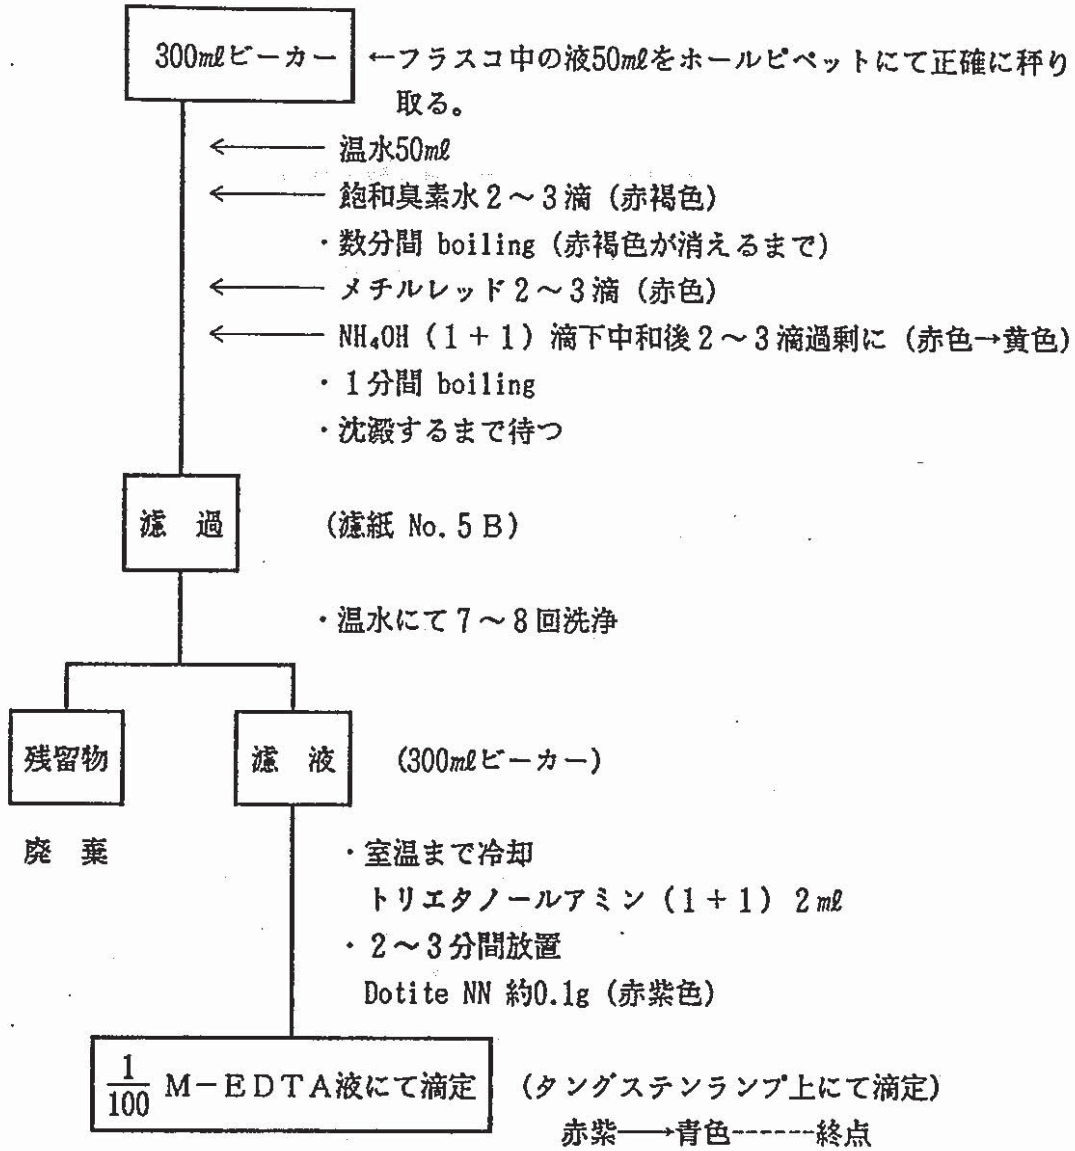 300mlビーカー ←フラスコ中の液50mlをホールピペットにて正確に秤り
取る。
← 温水50ml
← 飽和臭素水2～3滴(赤褐色)
・数分間 boiling(赤褐色が消えるまで)
← メチルレッド2～3滴(赤色)
← NH₄OH(1+1)滴下中和後2～3滴過剰に(赤色→黄色)
・1分間 boiling
・沈澱するまで待つ
濾 過 (濾紙 No.5B)
・温水にて7～8回洗浄
残留物 濾 液 (300mlビーカー)
廃 棄
・室温まで冷却
トリエタノールアミン(1+1)2ml
・2～3分間放置
Dotite NN 約0.1g(赤紫色)
1/100 M-EDTA液にて滴定 (タングステンランプ上にて滴定)
赤紫─→青色------終点